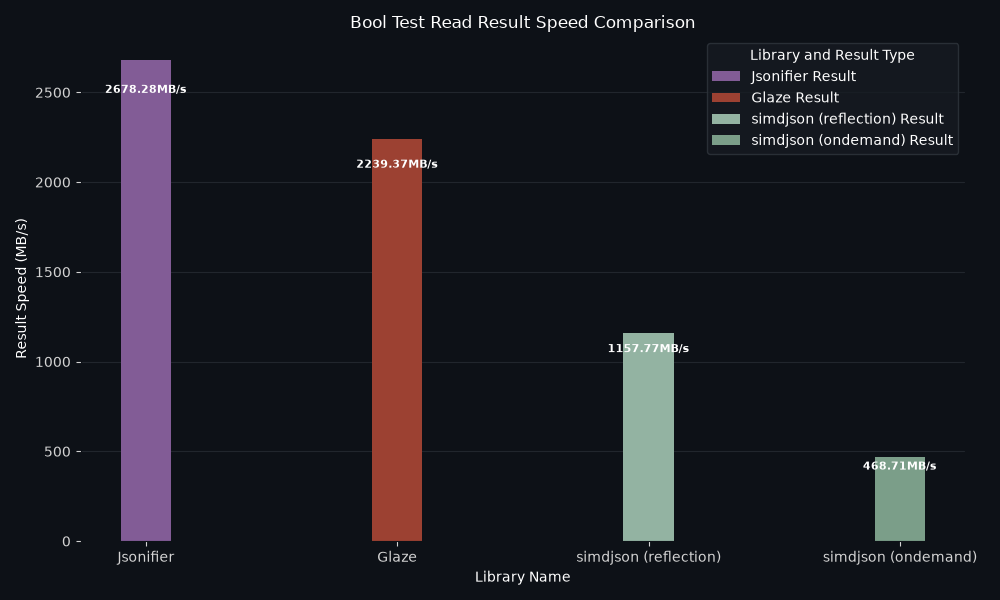 Bool Test Read Result Speed Comparison
Library and Result Type
Jsonifier Result
Glaze Result
simdjson (reflection) Result
simdjson (ondemand) Result
2678.28MB/s
2239.37MB/s
1157.77MB/s
468.71MB/s
Result Speed (MB/s)
2500
2000
1500
1000
500
0
Jsonifier
Glaze
simdjson (reflection)
simdjson (ondemand)
Library Name